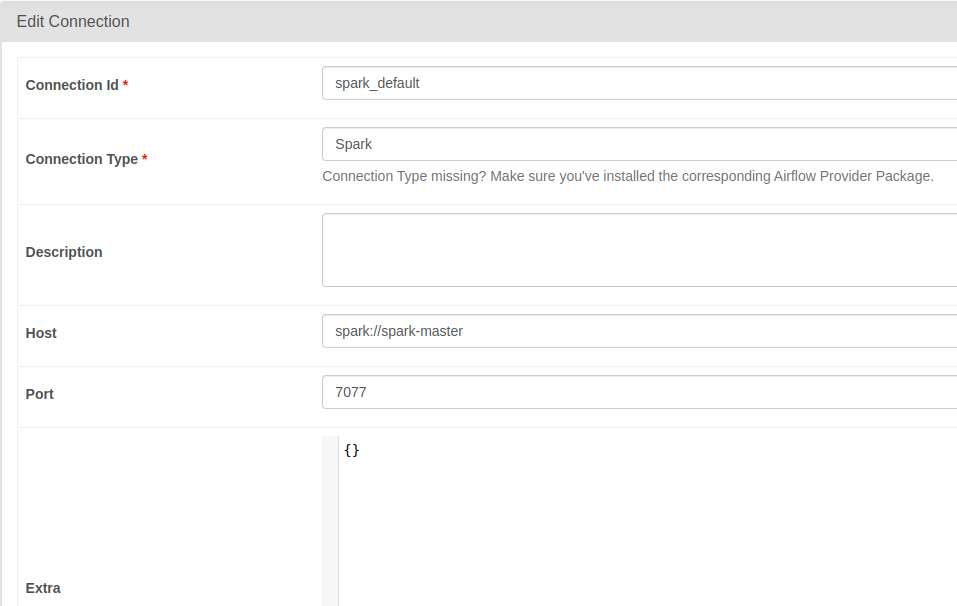 Edit Connection
Connection Id *
spark_default
Connection Type *
Spark
Connection Type missing? Make sure you've installed the corresponding Airflow Provider Package.
Description
Host
spark://spark-master
Port
7077
{}
Extra